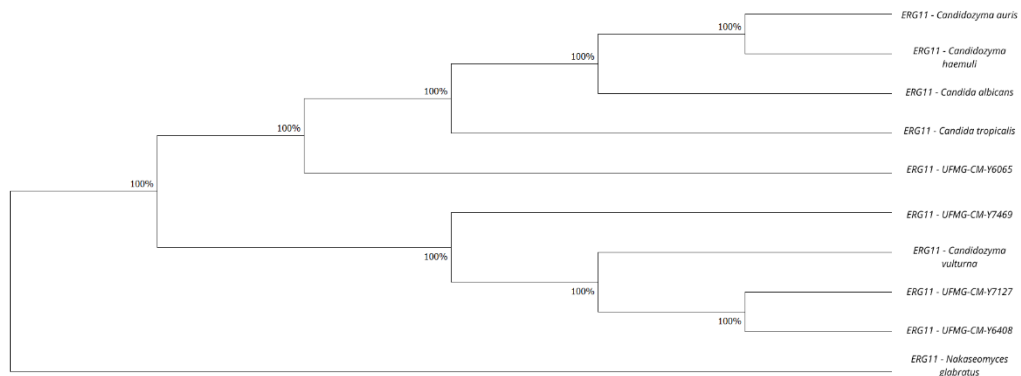 ERG11 - Candidozyma auris
100%
ERG11 - Candidozyma
haemuli
100%
ERG11 - Candida albicans
100%
ERG11 - Candida tropicalis
100%
ERG11 - UFMG-CM-Y6065
100%
ERG11 - UFMG-CM-Y7469
100%
ERG11 - Candidozyma
vulturna
100%
ERG11 - UFMG-CM-Y7127
100%
ERG11 - UFMG-CM-Y6408
ERG11 - Nakaseomyces
glabratus